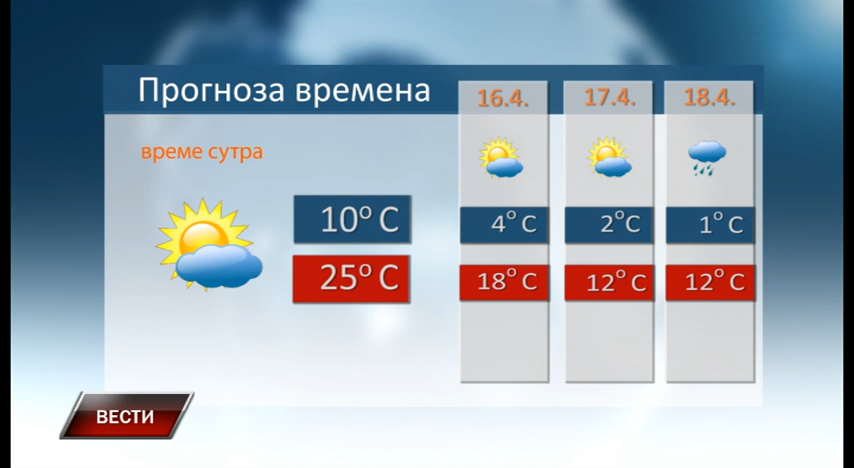 Прогноза времена
време сутра
10° C
25° C
16.4.
4° C
18° C
17.4.
2°C
12° C
18.4.
1° C
12° C
ВЕСТИ